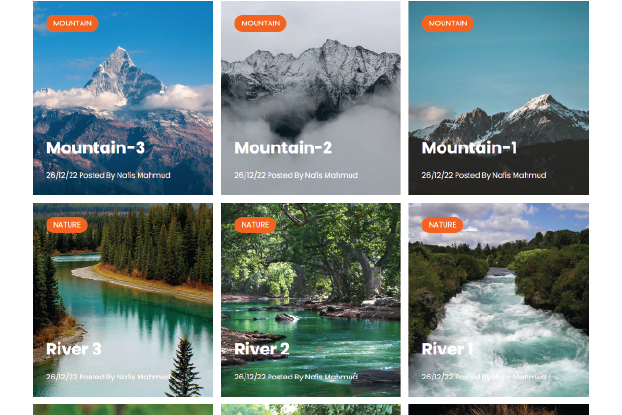 MOUNTAIN
Mountain-3
26/12/22 Posted By Nafis Mahmud
MOUNTAIN
Mountain-2
26/12/22 Posted By Nafis Mahmud
MOUNTAIN
Mountain-1
26/12/22 Posted By Nafis Mahmud
NATURE
River 3
26/12/22 Posted By Nafis Mahmud
NATURE
River 2
26/12/22 Posted By Nafis Mahmud
NATURE
River 1
26/12/22 Posted By Nafis Mahmud